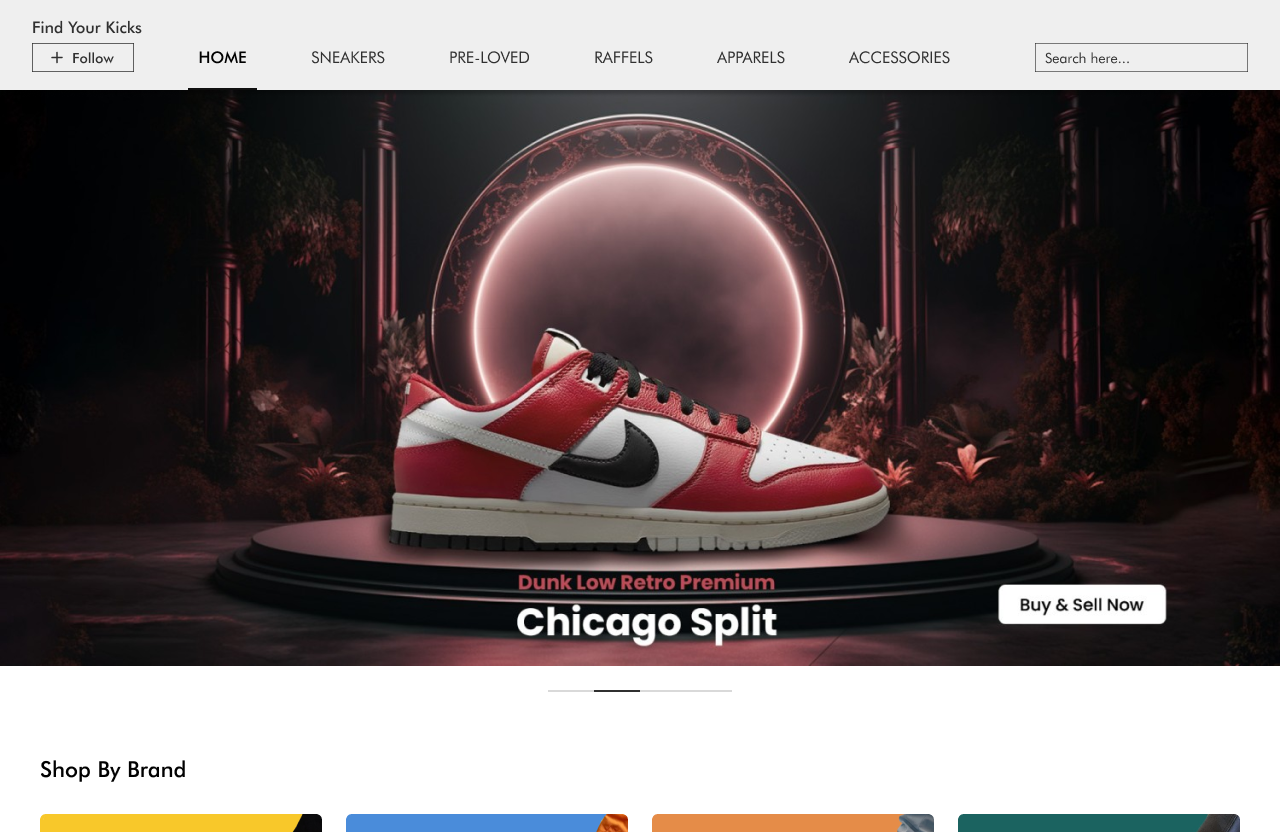 Find Your Kicks
+ Follow
HOME
SNEAKERS
PRE-LOVED
RAFFELS
APPARELS
ACCESSORIES
Search here...
Dunk Low Retro Premium
Chicago Split
Buy & Sell Now
Shop By Brand